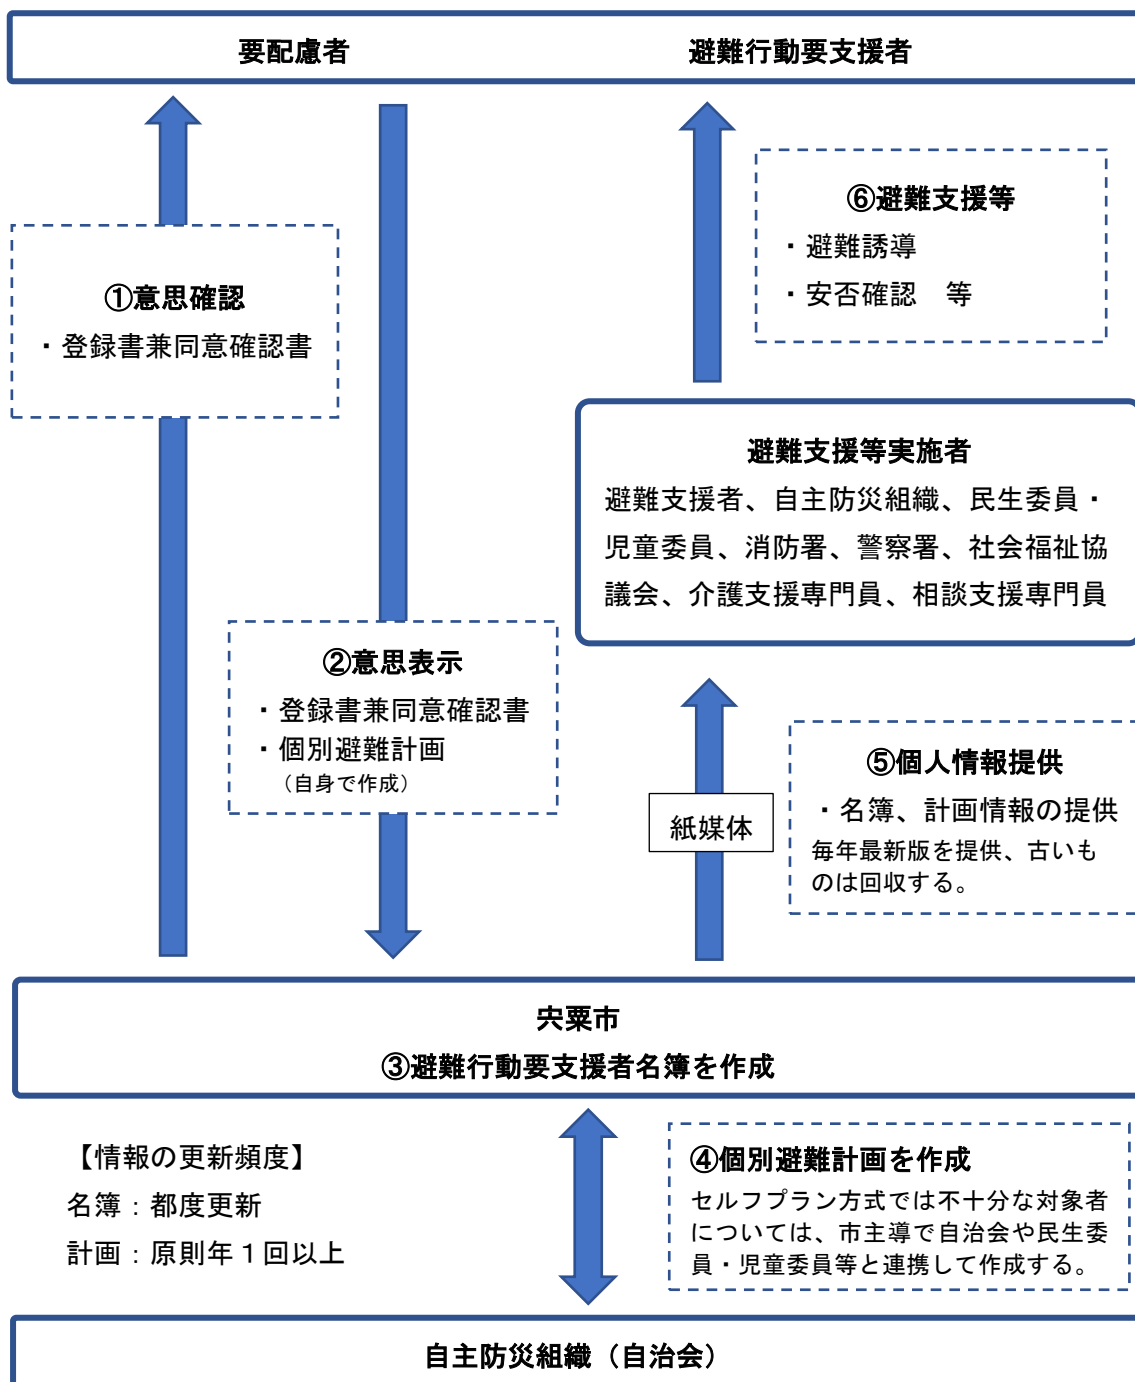 要配慮者
避難行動要支援者
①意思確認
・登録書兼同意確認書
②意思表示
・登録書兼同意確認書
・個別避難計画
（自身で作成）
⑥避難支援等
・避難誘導
・安否確認　等
避難支援等実施者
避難支援者、自主防災組織、民生委員・
児童委員、消防署、警察署、社会福祉協
議会、介護支援専門員、相談支援専門員
⑤個人情報提供
・名簿、計画情報の提供
毎年最新版を提供、古いも
のは回収する。
紙媒体
宍粟市
③避難行動要支援者名簿を作成
【情報の更新頻度】
名簿：都度更新
計画：原則年１回以上
④個別避難計画を作成
セルフプラン方式では不十分な対象者
については、市主導で自治会や民生委
員・児童委員等と連携して作成する。
自主防災組織（自治会）